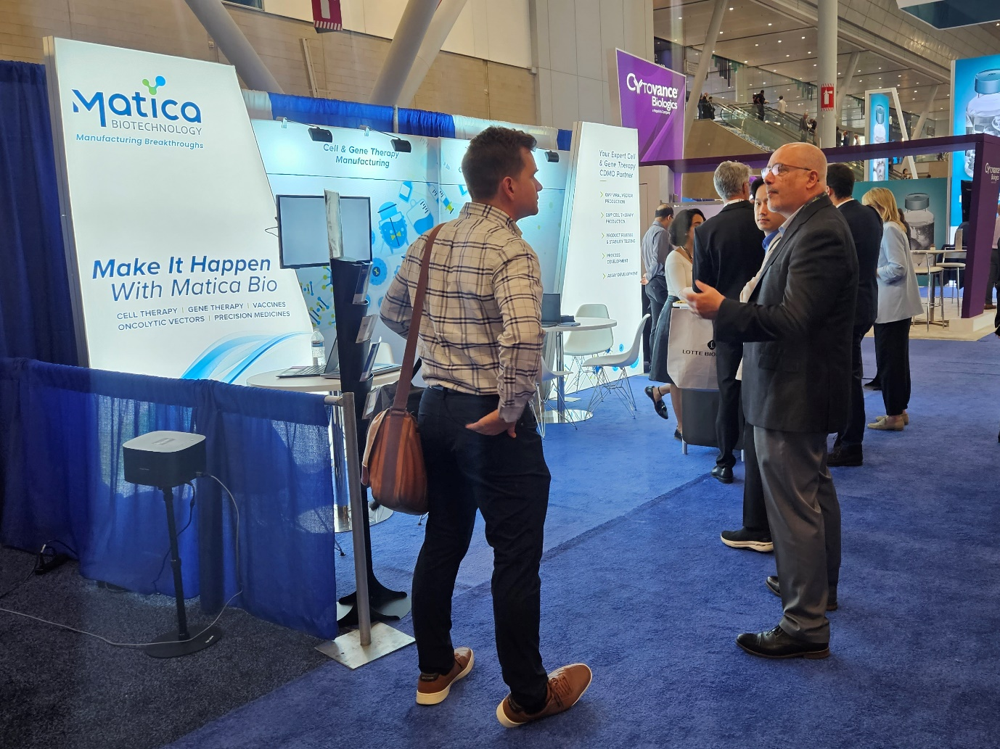 Matica
BIOTECHNOLOGY
Manufacturing Breakthroughs
Make It Happen
With Matica Bio
CELL THERAPY | GENE THERAPY | VACCINES
ONCOLYTIC VECTORS | PRECISION MEDICINES
Cell & Gene Therapy
Manufacturing
Your Expert Cell
& Gene Therapy
CDMO Partner
GMP VIRAL VECTOR
PRODUCTION
GMP CELL THERAPY
PRODUCTION
PRODUCT RELEASE
& STABILITY TESTING
PROCESS
DEVELOPMENT
ASSAY DEVELOPMENT
Cytovance
Biologics
LOTTE BIO
Cytovance
Biologics